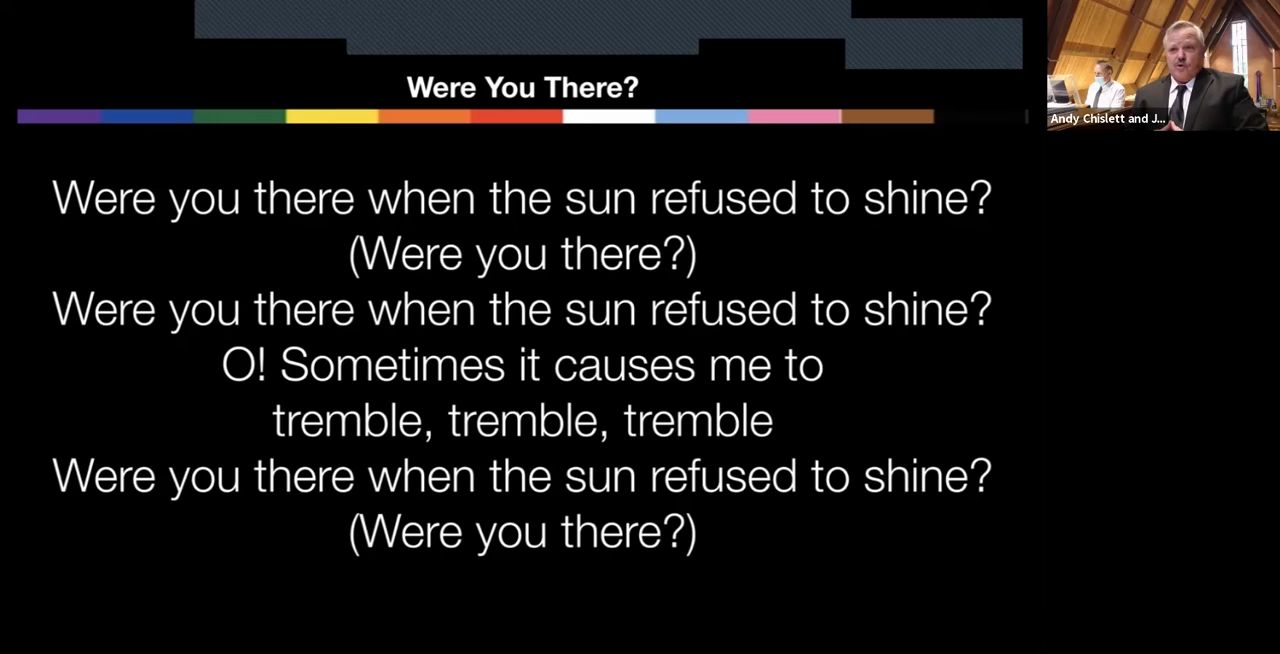 Were You There?
Andy Chislett and J...
Were you there when the sun refused to shine?
(Were you there?)
Were you there when the sun refused to shine?
O! Sometimes it causes me to
tremble, tremble, tremble
Were you there when the sun refused to shine?
(Were you there?)